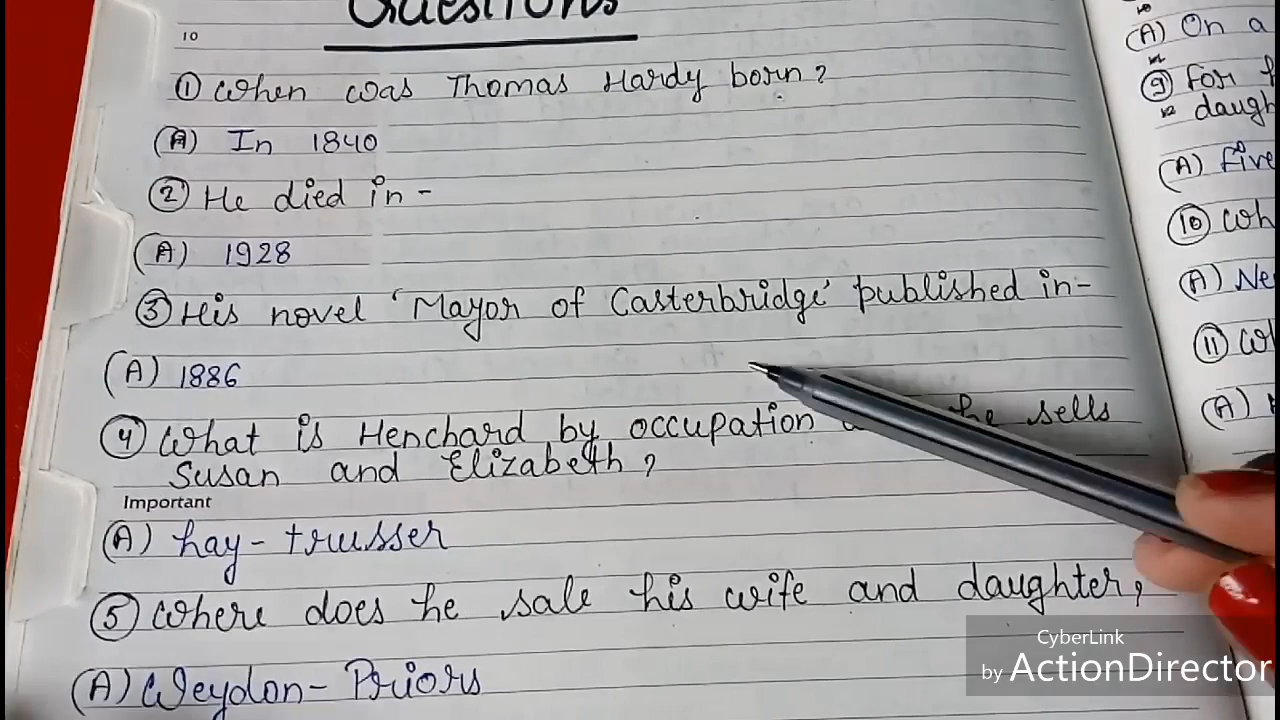 Questions
10
① When was Thomas Hardy born?
(A) In 1840
② He died in -
(A) 1928
③ His novel 'Mayor of Casterbridge' published in-
(A) 1886
④ What is Henchard by occupation he sells
Susan and Elizabeth?
Important
(A) hay-trusser
⑤ Where does he sale his wife and daughter,
(A) Weydon-Priors
(A) On a
⑨ For
daugh
(A) Five
⑩ Wh
(A) Ne
⑪ Wh
(A)
CyberLink
by ActionDirector